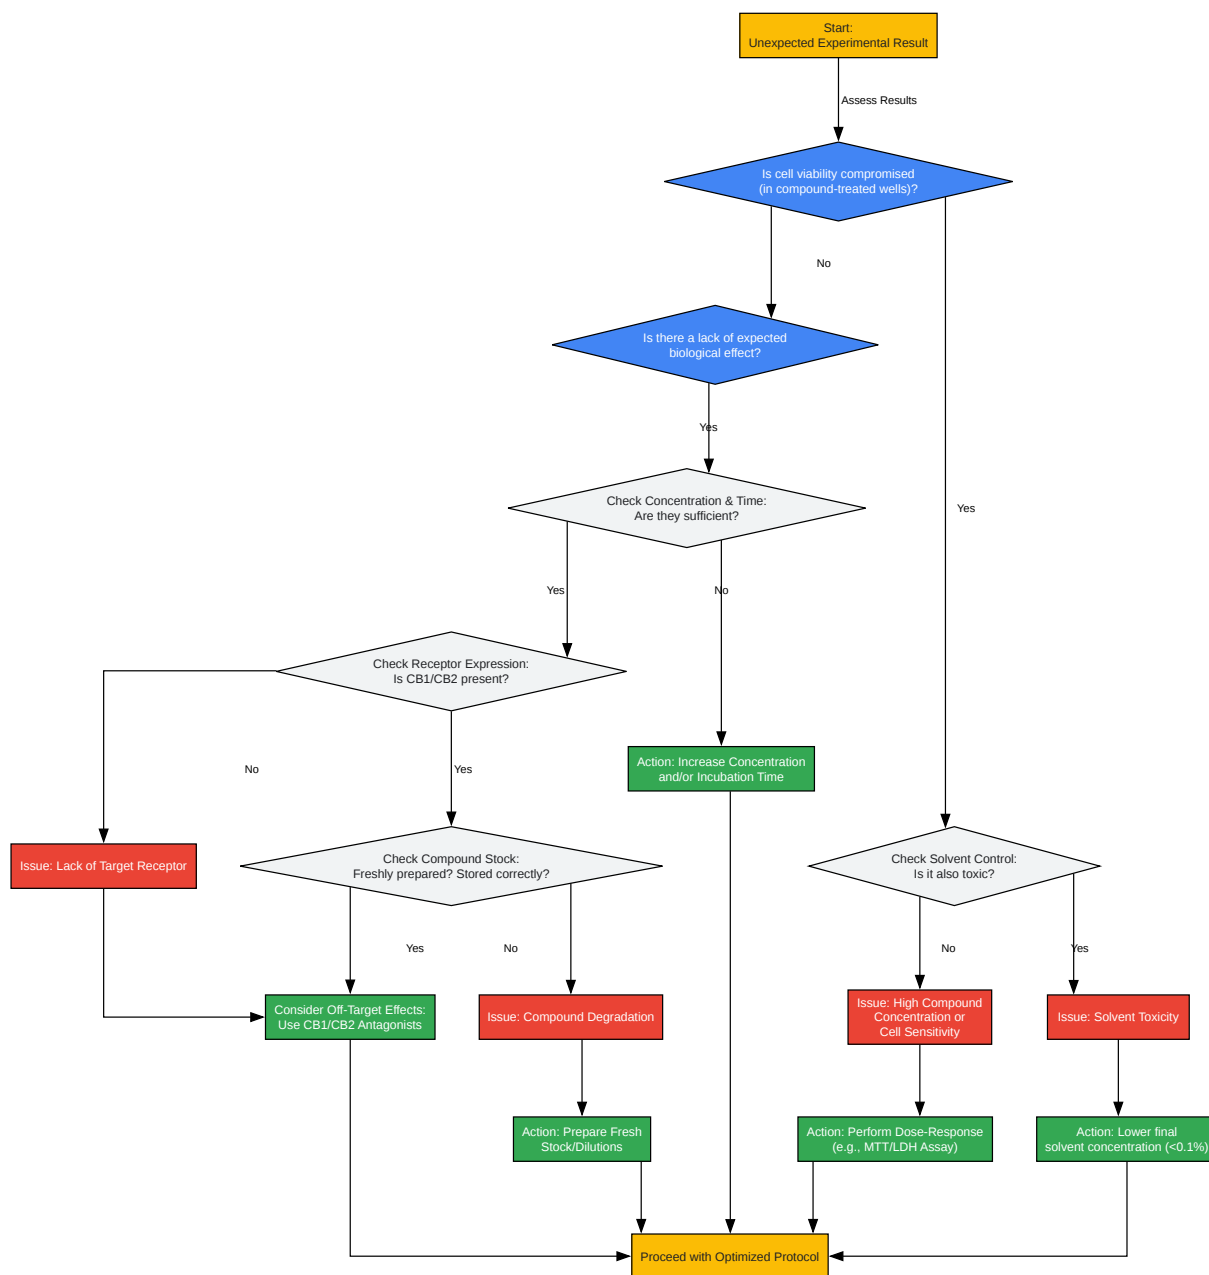 Start:
Unexpected Experimental Result
Assess Results
Is cell viability compromised
(in compound-treated wells)?
No
Is there a lack of expected
biological effect?
Yes
Check Concentration & Time:
Are they sufficient?
Yes
Yes
No
Check Receptor Expression:
Is CB1/CB2 present?
No
Yes
Action: Increase Concentration
and/or Incubation Time
Issue: Lack of Target Receptor
Check Compound Stock:
Freshly prepared? Stored correctly?
Check Solvent Control:
Is it also toxic?
Yes
No
No
Yes
Consider Off-Target Effects:
Use CB1/CB2 Antagonists
Issue: Compound Degradation
Issue: High Compound
Concentration or
Cell Sensitivity
Issue: Solvent Toxicity
Action: Prepare Fresh
Stock/Dilutions
Action: Perform Dose-Response
(e.g., MTT/LDH Assay)
Action: Lower final
solvent concentration (<0.1%)
Proceed with Optimized Protocol